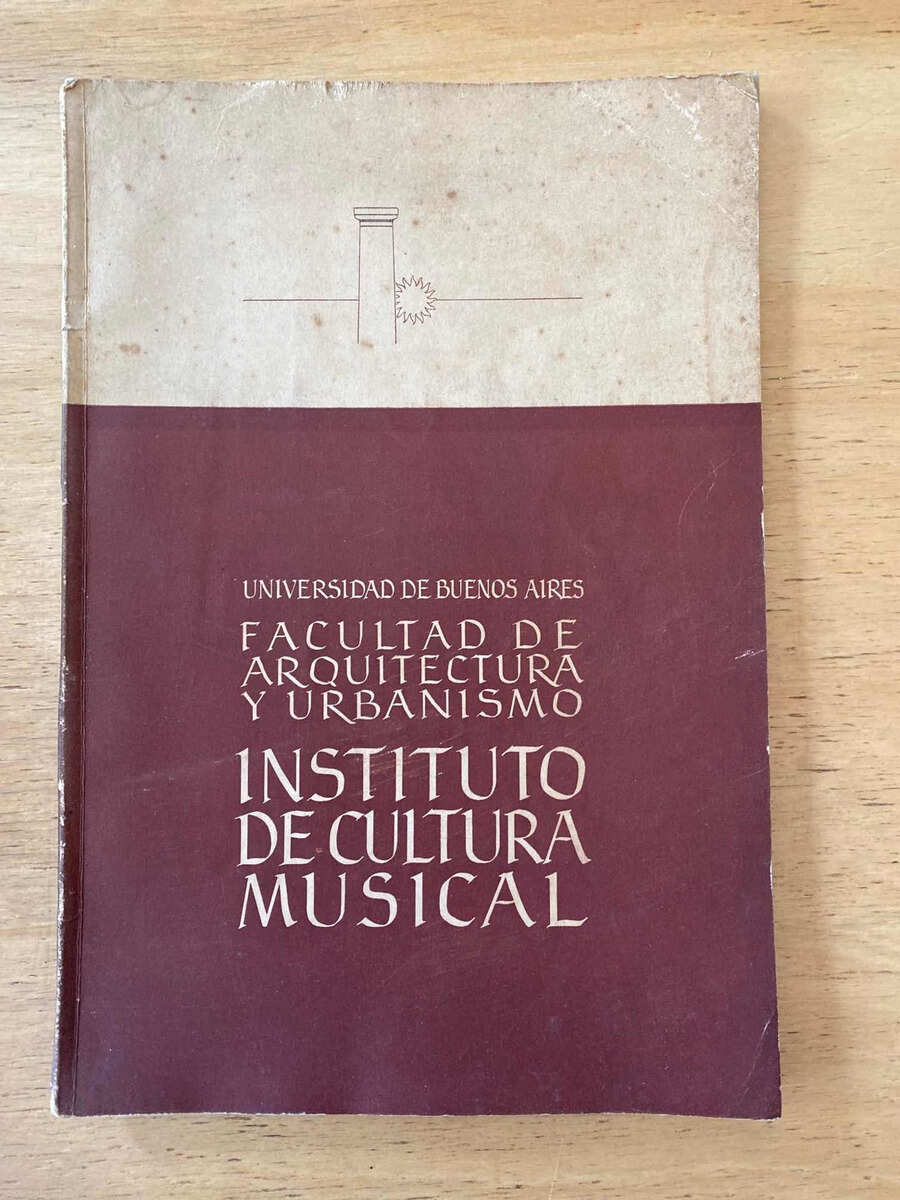 UNIVERSIDAD DE BUENOS AIRES
FACULTAD DE
ARQUITECTURA
Y URBANISMO
INSTITUTO
DE CULTURA
MUSICAL